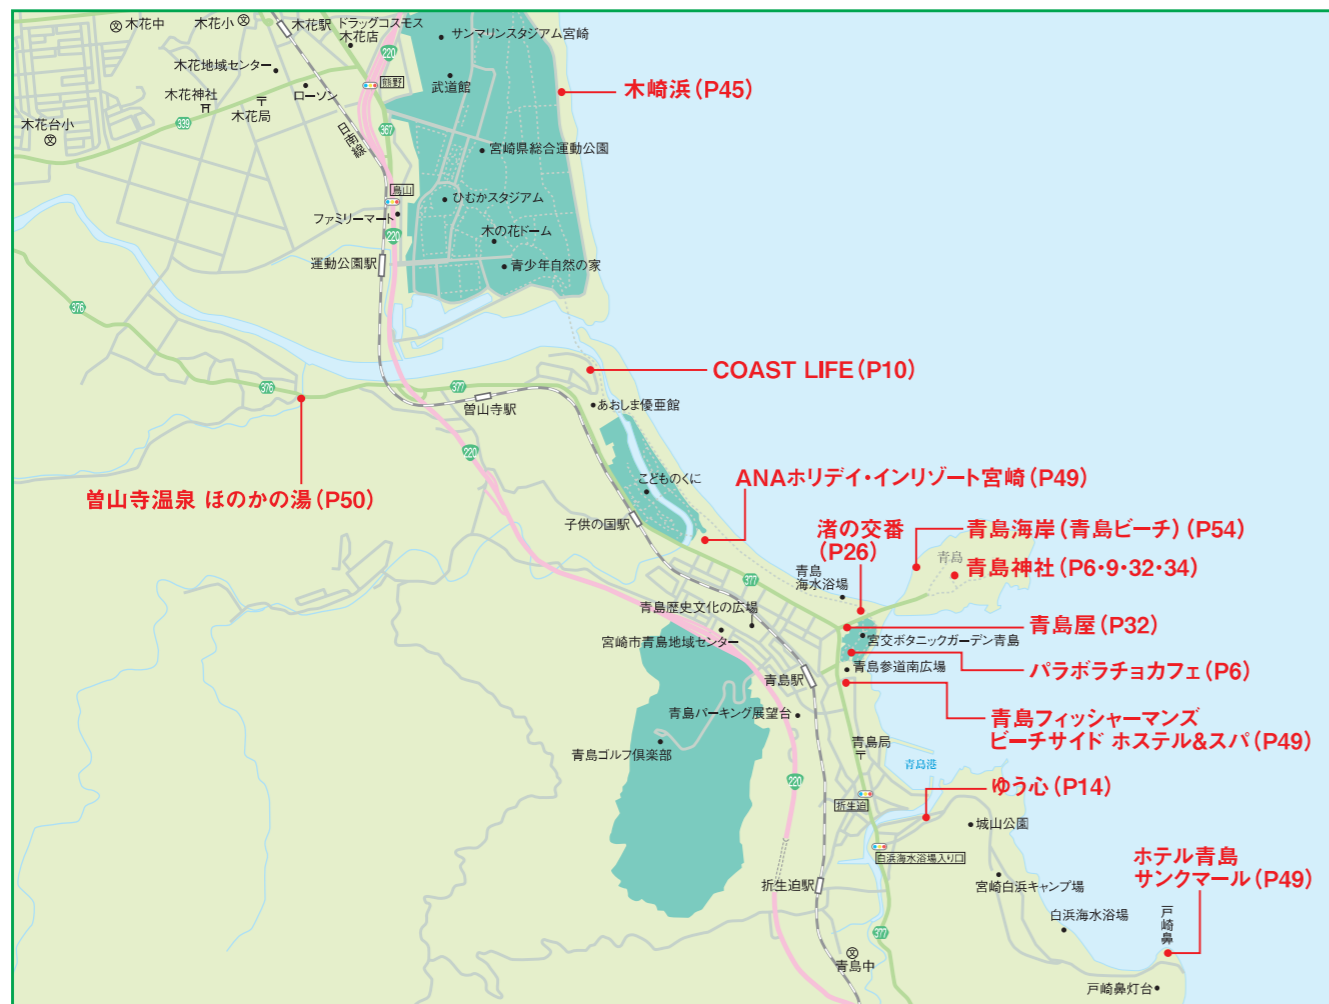 木花中
木花小
木花駅
ドラッグコスモス
木花店
220
サンマリンスタジアム宮崎
木花地域センター
熊野
武道館
木崎浜（P45）
ローソン
木花神社
木花局
木花台小
339
日南線
367
宮崎県総合運動公園
鳥山
ひむかスタジアム
ファミリーマート
220
木の花ドーム
運動公園駅
青少年自然の家
376
COAST LIFE（P10）
376
377
曽山寺駅
あおしま優亜館
220
こどものくに
ANAホリデイ・インリゾート宮崎（P49）
曽山寺温泉 ほのかの湯（P50）
子供の国駅
渚の交番
（P26）
青島海岸（青島ビーチ）（P54）
青島
青島神社（P6・9・32・34）
青島
海水浴場
377
青島歴史文化の広場
宮崎市青島地域センター
青島屋（P32）
宮交ボタニックガーデン青島
青島参道南広場
パラボラチョカフェ（P6）
青島駅
青島パーキング展望台
青島フィッシャーマンズ
ビーチサイド ホステル&スパ（P49）
青島ゴルフ倶楽部
青島局
青島港
220
ゆう心（P14）
折生迫
城山公園
白浜海水浴場入り口
ホテル青島
サンクマール（P49）
折生迫駅
宮崎白浜キャンプ場
白浜海水浴場
戸崎鼻
377
青島中
戸崎鼻灯台